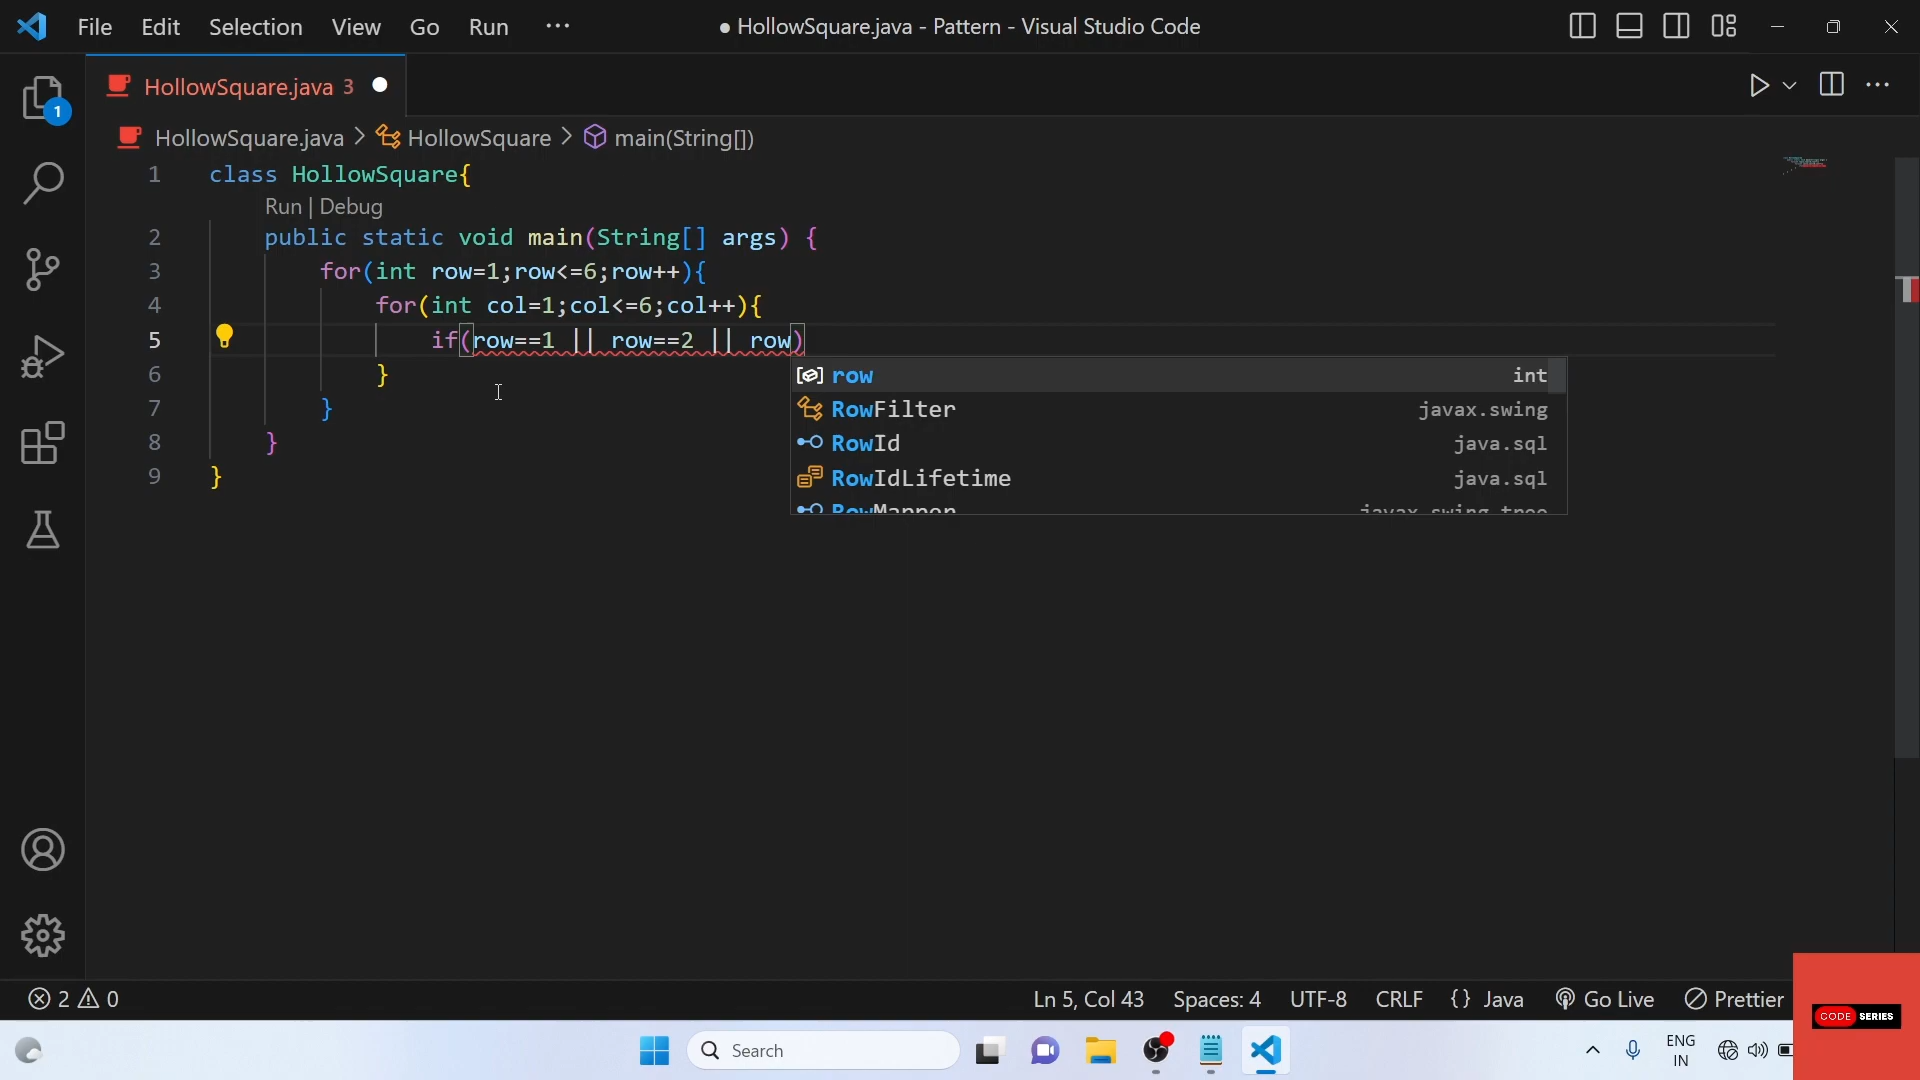 File Edit Selection View Go Run ··· ● HollowSquare.java - Pattern - Visual Studio Code
HollowSquare.java 3
HollowSquare.java > HollowSquare > main(String[])
1 class HollowSquare{
Run | Debug
2 public static void main(String[] args) {
3 for(int row=1;row<=6;row++){
4 for(int col=1;col<=6;col++){
5 if(row==1 || row==2 || row)
6 }
7 }
8 }
9 }
row int
RowFilter javax.swing
RowId java.sql
RowIdLifetime java.sql
1
2 0 Ln 5, Col 43 Spaces: 4 UTF-8 CRLF {} Java Go Live Prettier
CODE SERIES
Search
ENG
IN